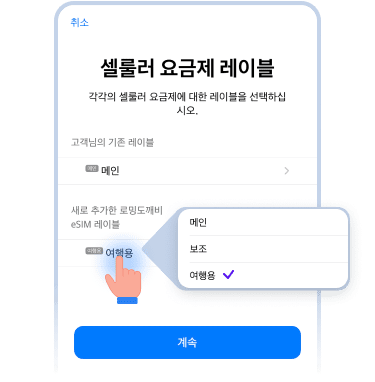 취소
셀룰러 요금제 레이블
각각의 셀룰러 요금제에 대한 레이블을 선택하십
시오.
고객님의 기존 레이블
메인 메인
새로 추가한 로밍도깨비
eSIM 레이블
여행용 여행용
메인
보조
여행용
계속